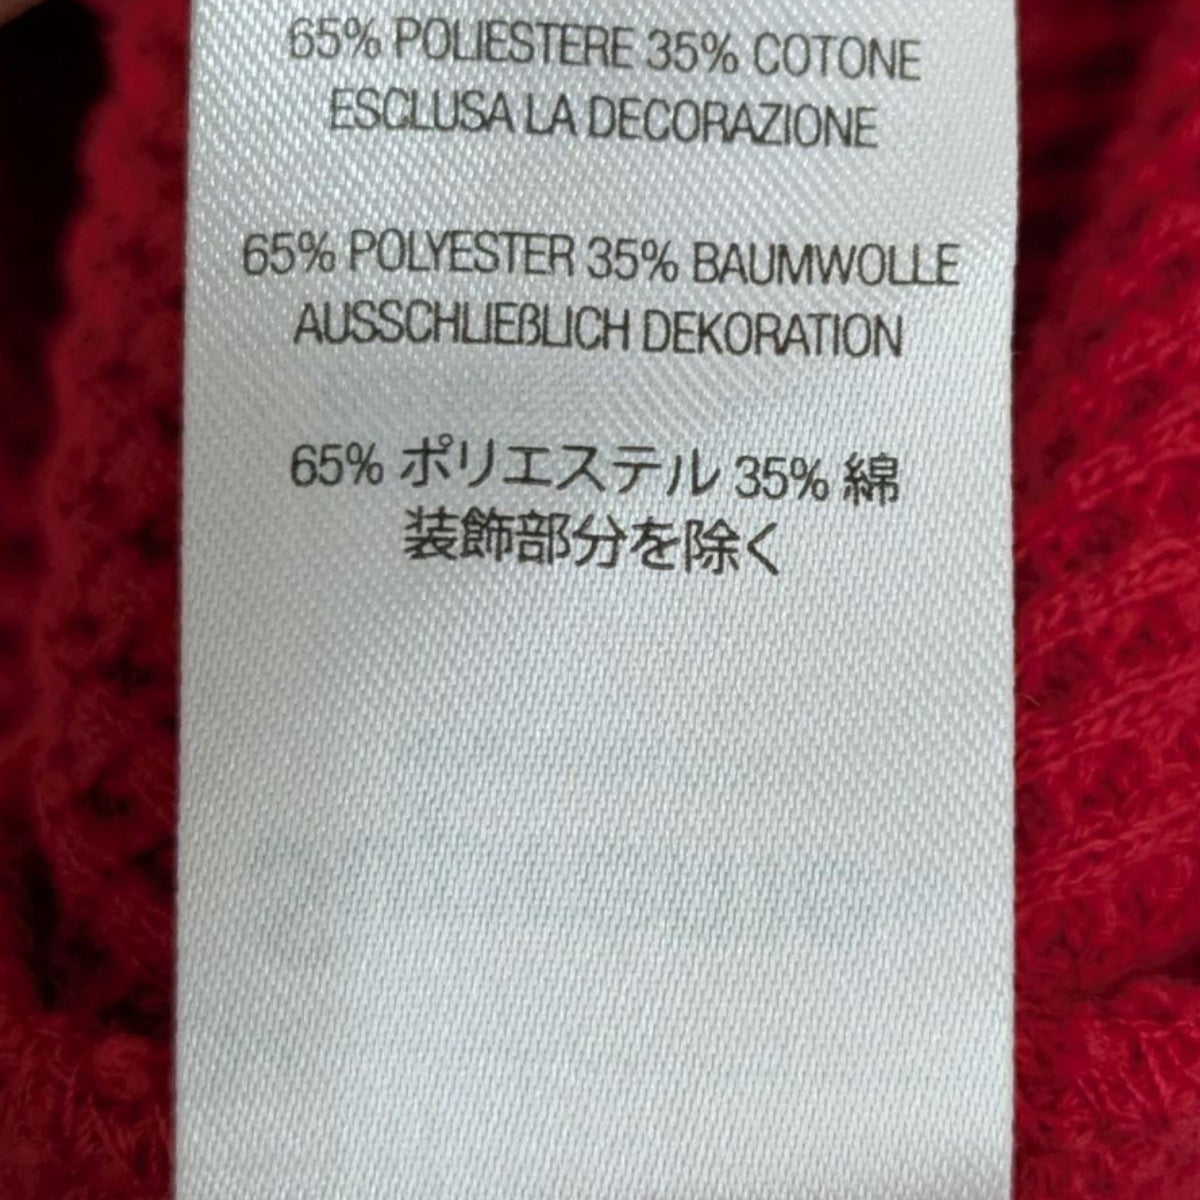 65% POLIESTERE 35% COTONE
ESCLUSA LA DECORAZIONE
65% POLYESTER 35% BAUMWOLLE
AUSSCHLIEßLICH DEKORATION
65% ポリエステル 35% 綿
装飾部分を除く